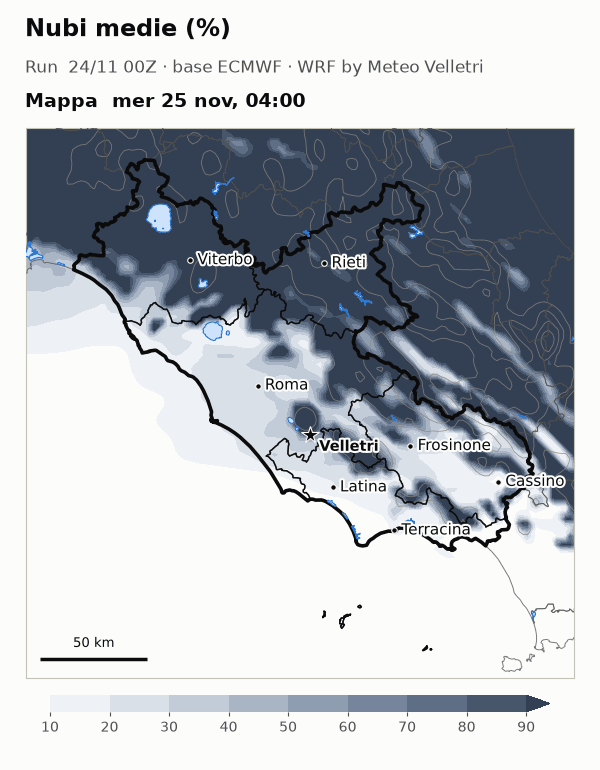 Nubi medie (%)
Run 24/11 00Z · base ECMWF · WRF by Meteo Velletri
Mappa mer 25 nov, 04:00
Viterbo
Rieti
Roma
Velletri
Frosinone
Latina
Cassino
Terracina
50 km
10 20 30 40 50 60 70 80 90